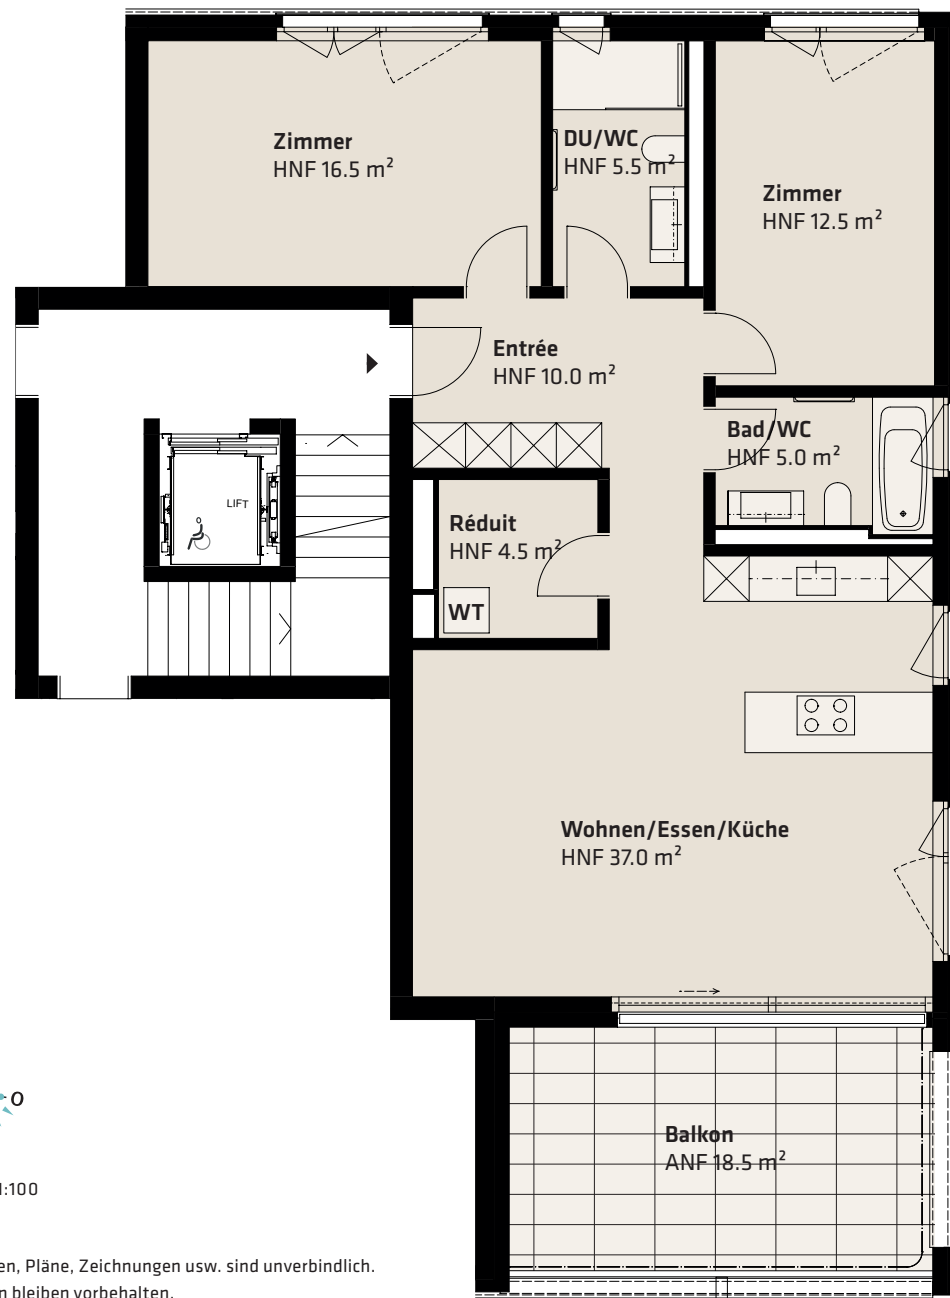 Zimmer
HNF 16.5 m²
DU/WC
HNF 5.5 m²
Zimmer
HNF 12.5 m²
Entrée
HNF 10.0 m²
Bad/WC
HNF 5.0 m²
LIFT
Réduit
HNF 4.5 m²
WT
Wohnen/Essen/Küche
HNF 37.0 m²
Balkon
ANF 18.5 m²
O
:100
Pläne, Zeichnungen usw. sind unverbindlich.
bleiben vorbehalten.